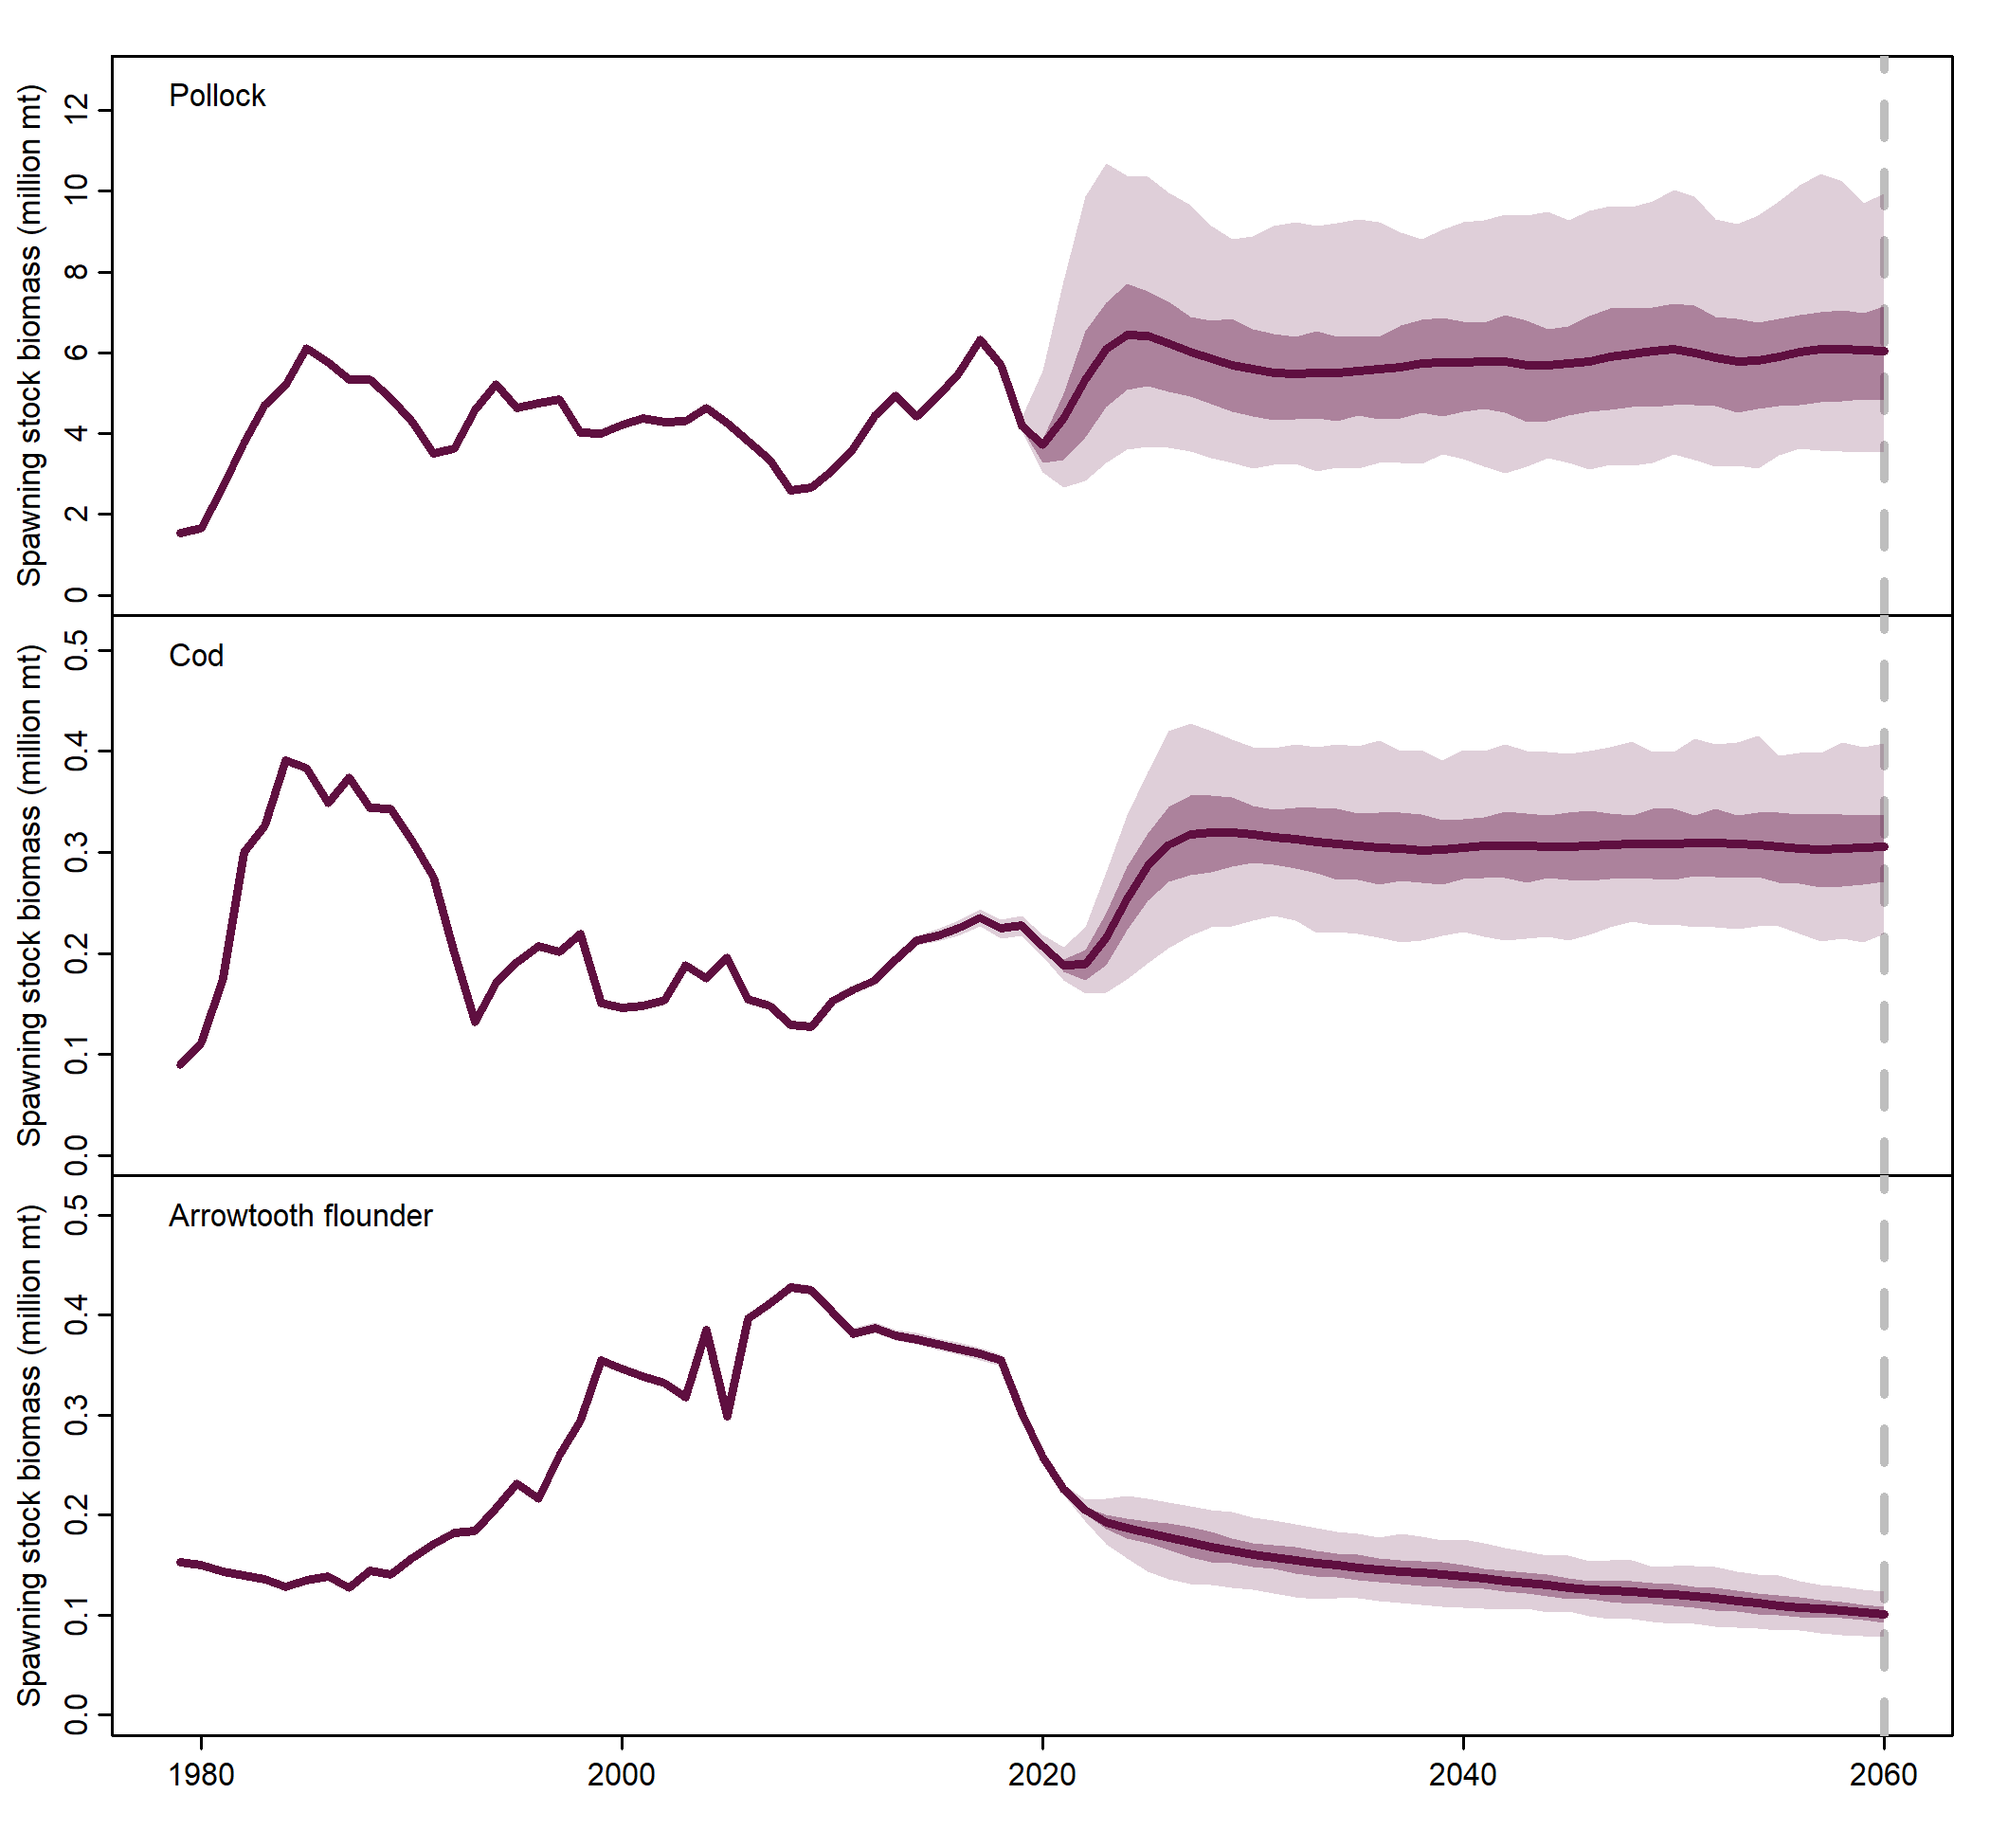 Pollock
Spawning stock biomass (million mt)
12
10
8
6
4
2
0
Cod
Spawning stock biomass (million mt)
0.5
0.4
0.3
0.2
0.1
0.0
Arrowtooth flounder
Spawning stock biomass (million mt)
0.5
0.4
0.3
0.2
0.1
0.0
1980 2000 2020 2040 2060